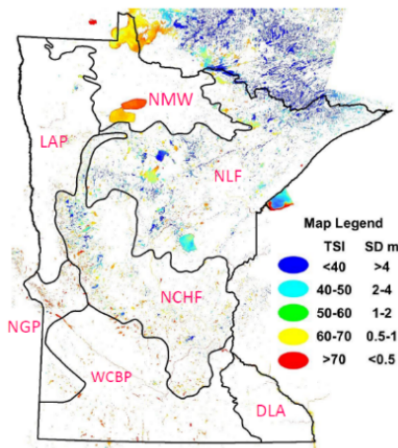 NMW
LAP
NLF
Map Legend
TSI SD m
<40 >4
40-50 2-4
50-60 1-2
60-70 0.5-1
>70 <0.5
NCHF
NGP
WCBP
DLA